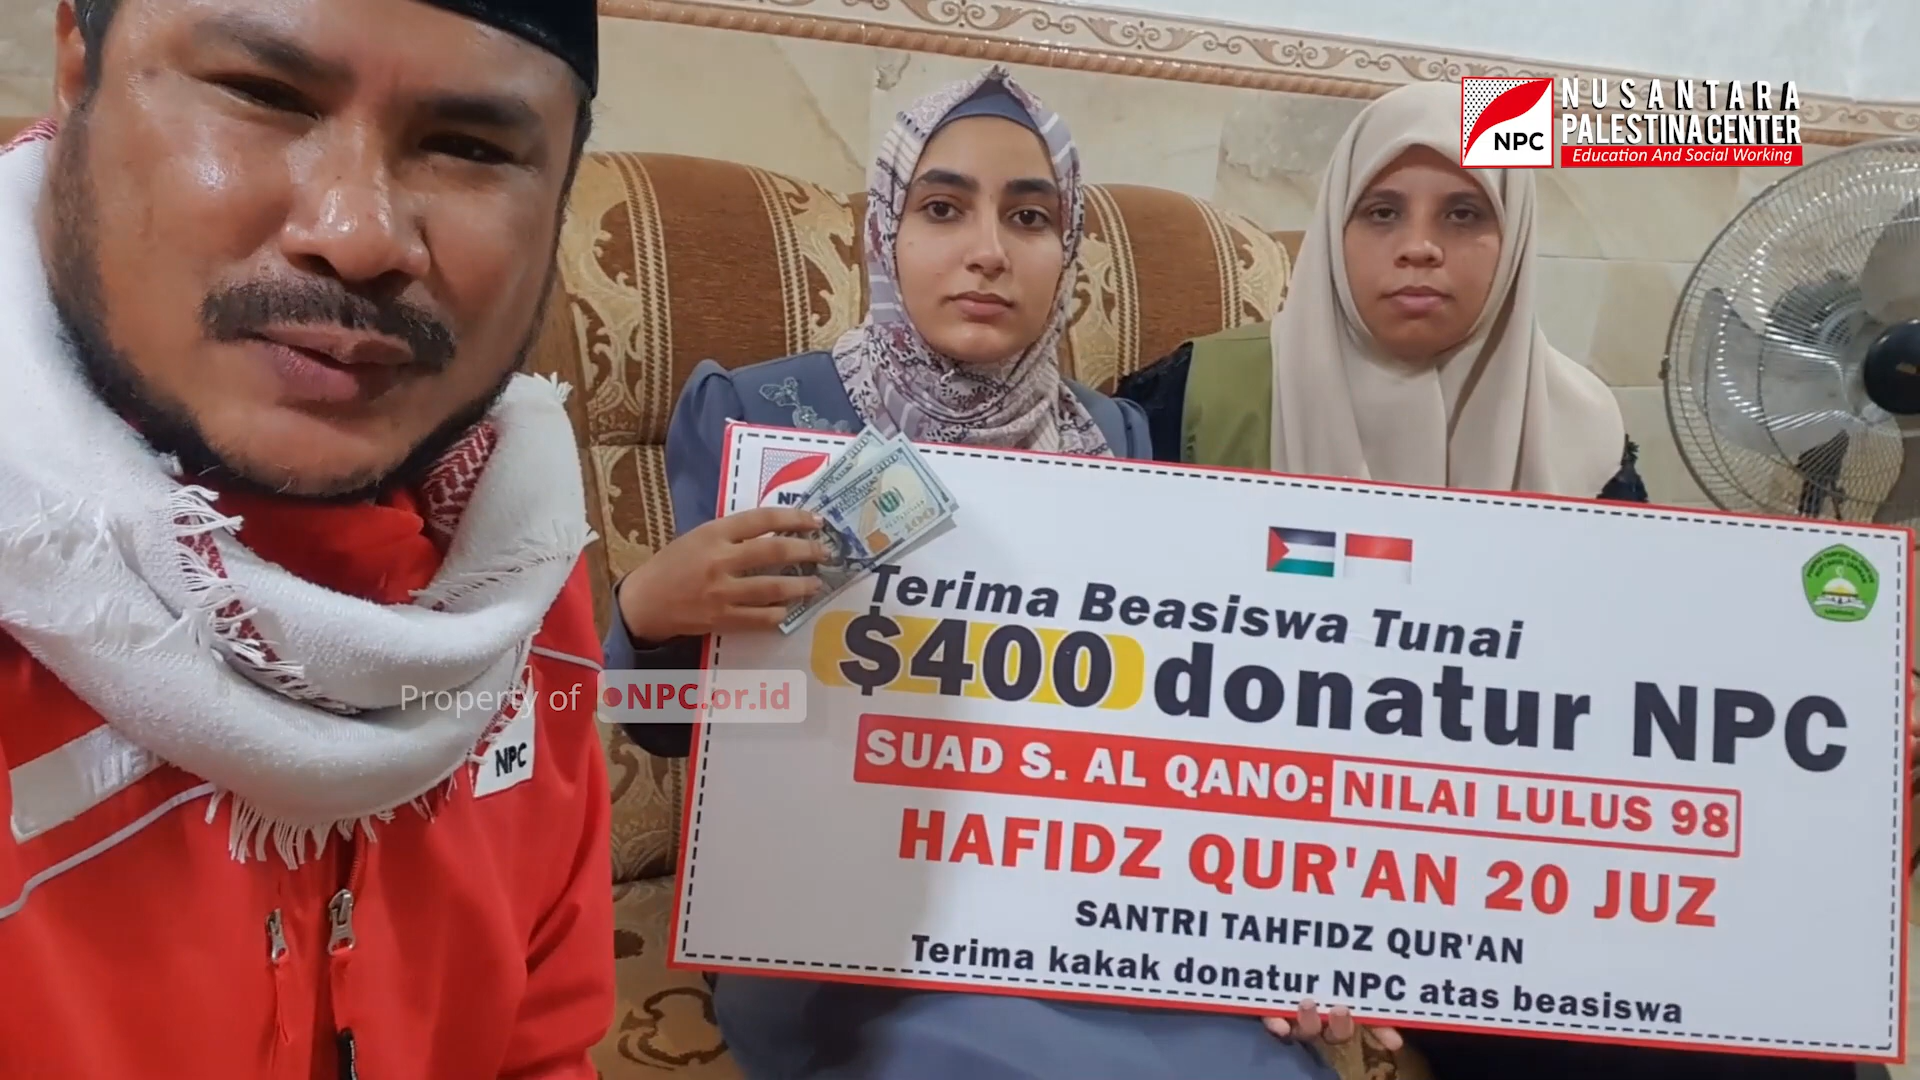 NUSANTARA
PALESTINA CENTER
NPC
Education And Social Working
Terima Beasiswa Tunai
$400 donatur NPC
SUAD S. AL QANO: NILAI LULUS 98
HAFIDZ QUR'AN 20 JUZ
SANTRI TAHFIDZ QUR'AN
Terima kakak donatur NPC atas beasiswa
Property of NPC.or.id
NPC
100